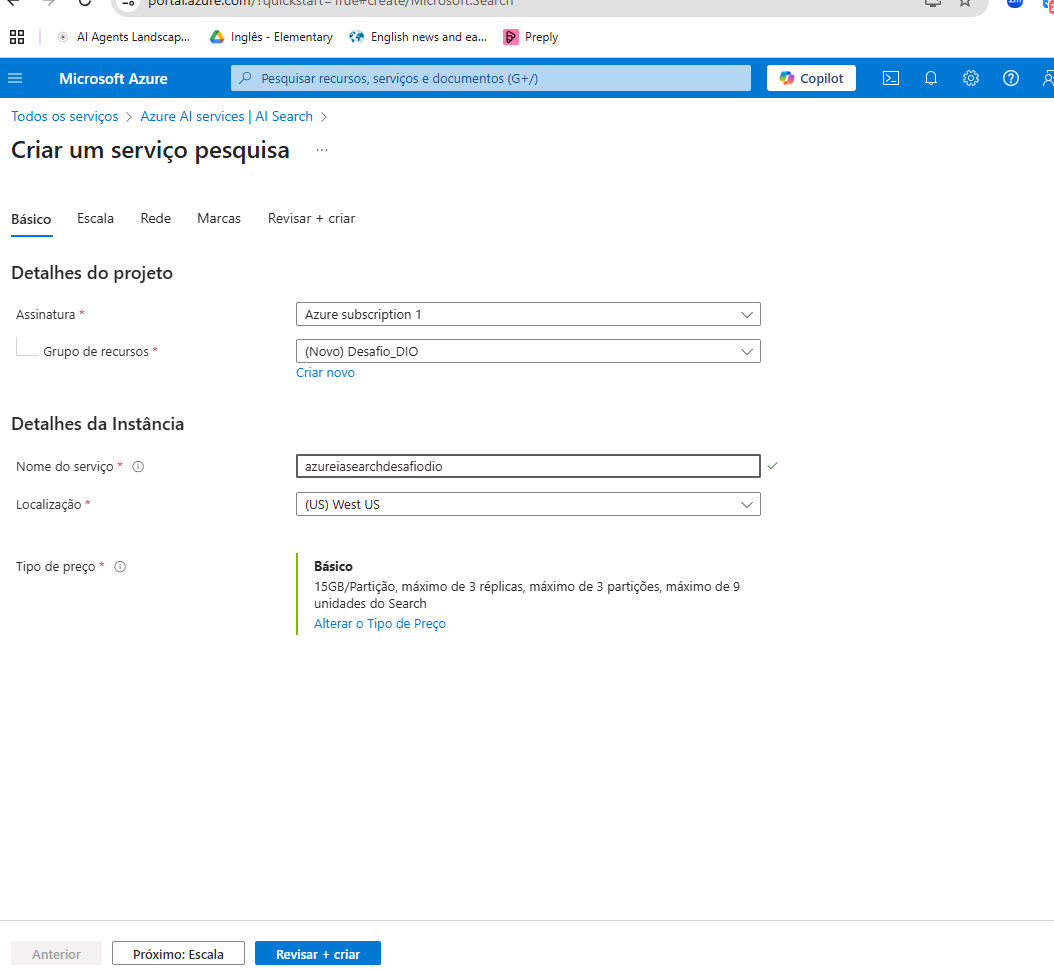 portal.azure.com/?quickstart=True#create/Microsoft.Search
AI Agents Landscap...
Inglês - Elementary
English news and ea...
Preply
Microsoft Azure
Pesquisar recursos, serviços e documentos (G+/)
Copilot
Todos os serviços > Azure AI services | AI Search >
Criar um serviço pesquisa ...
Básico
Escala
Rede
Marcas
Revisar + criar
Detalhes do projeto
Assinatura *
Azure subscription 1
Grupo de recursos *
(Novo) Desafio_DIO
Criar novo
Detalhes da Instância
Nome do serviço *
azureiasearchdesafiodio
Localização *
(US) West US
Tipo de preço *
Básico
15GB/Partição, máximo de 3 réplicas, máximo de 3 partições, máximo de 9
unidades do Search
Alterar o Tipo de Preço
Anterior
Próximo: Escala
Revisar + criar